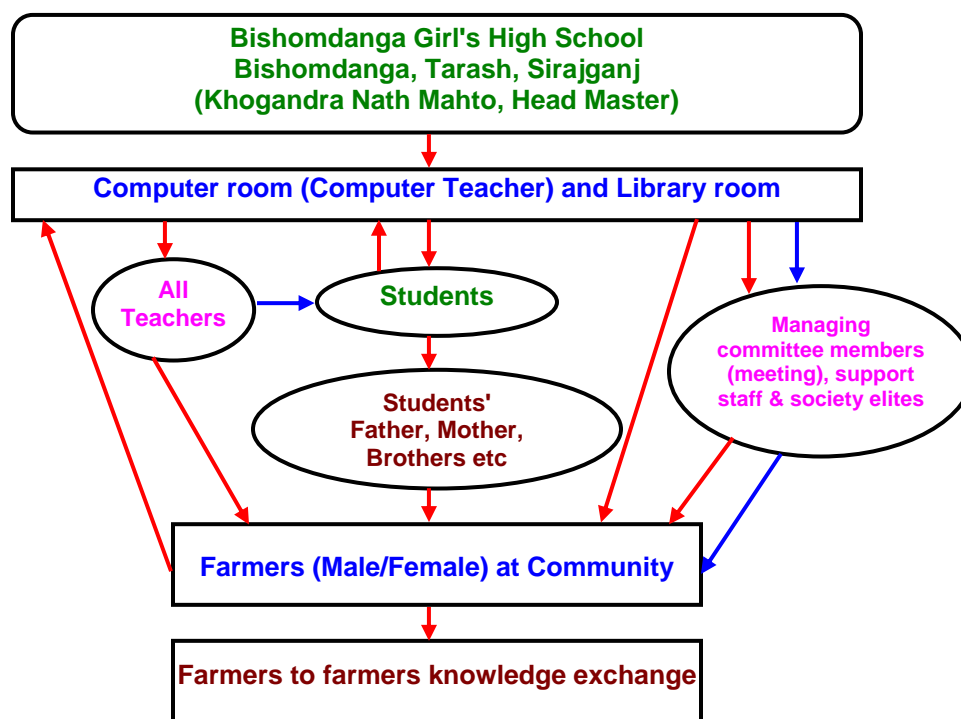 Bishomdanga Girl's High School
Bishomdanga, Tarash, Sirajganj
(Khogandra Nath Mahto, Head Master)
Computer room (Computer Teacher) and Library room
All
Teachers
Students
Managing
committee members
(meeting), support
staff & society elites
Students'
Father, Mother,
Brothers etc
Farmers (Male/Female) at Community
Farmers to farmers knowledge exchange